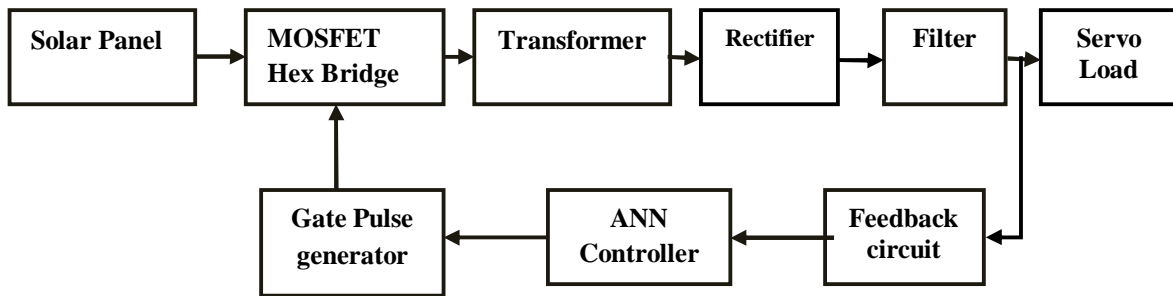 Solar Panel
MOSFET
Hex Bridge
Transformer
Rectifier
Filter
Servo
Load
Gate Pulse
generator
ANN
Controller
Feedback
circuit